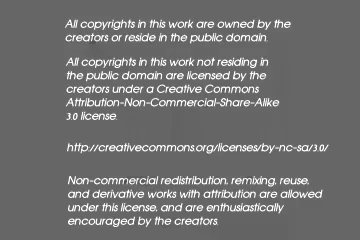 All copyrights in this work are owned by the
creators or reside in the public domain.
All copyrights in this work not residing in
the public domain are licensed by the
creators under a Creative Commons
Attribution-Non-Commercial-Share-Alike
3.0 license.
http://creativecommons.org/licenses/by-nc-sa/3.0/
Non-commercial redistribution, remixing, reuse,
and derivative works with attribution are allowed
under this license, and are enthusiastically
encouraged by the creators.